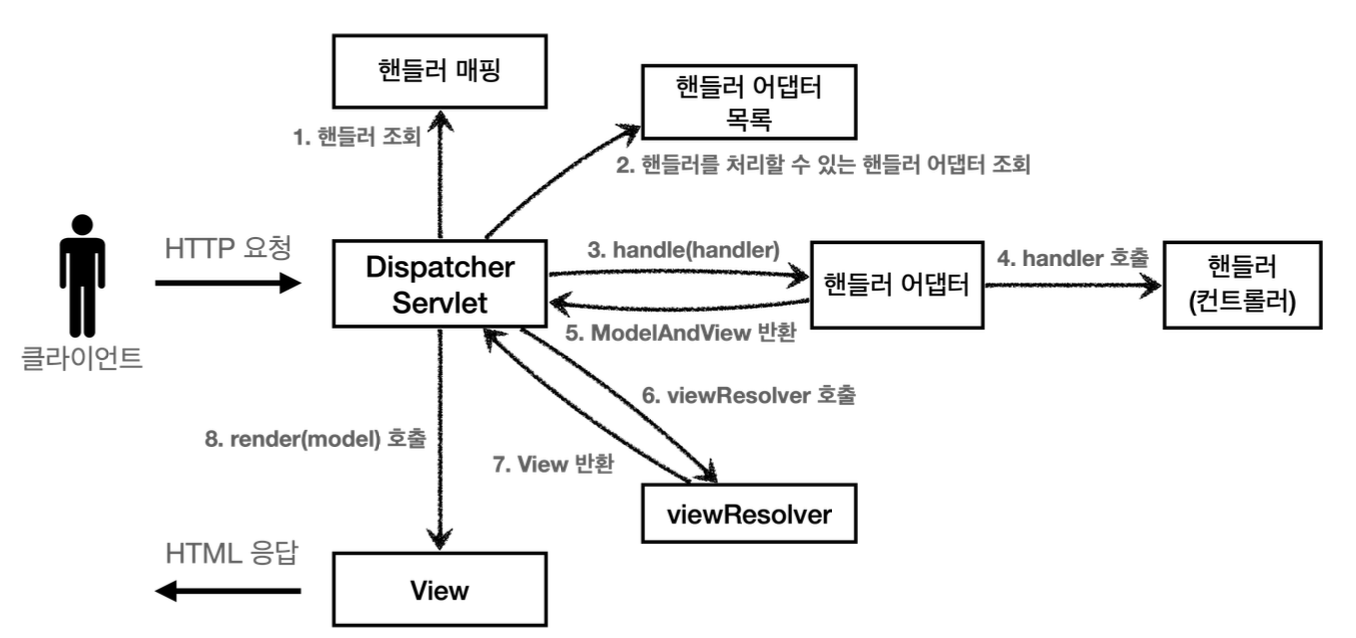 핸들러 매핑
핸들러 어댑터
목록
1. 핸들러 조회
2. 핸들러를 처리할 수 있는 핸들러 어댑터 조회
HTTP 요청
Dispatcher
Servlet
3. handle(handler)
핸들러 어댑터
4. handler 호출
핸들러
(컨트롤러)
5. ModelAndView 반환
클라이언트
6. viewResolver 호출
8. render(model) 호출
7. View 반환
viewResolver
HTML 응답
View